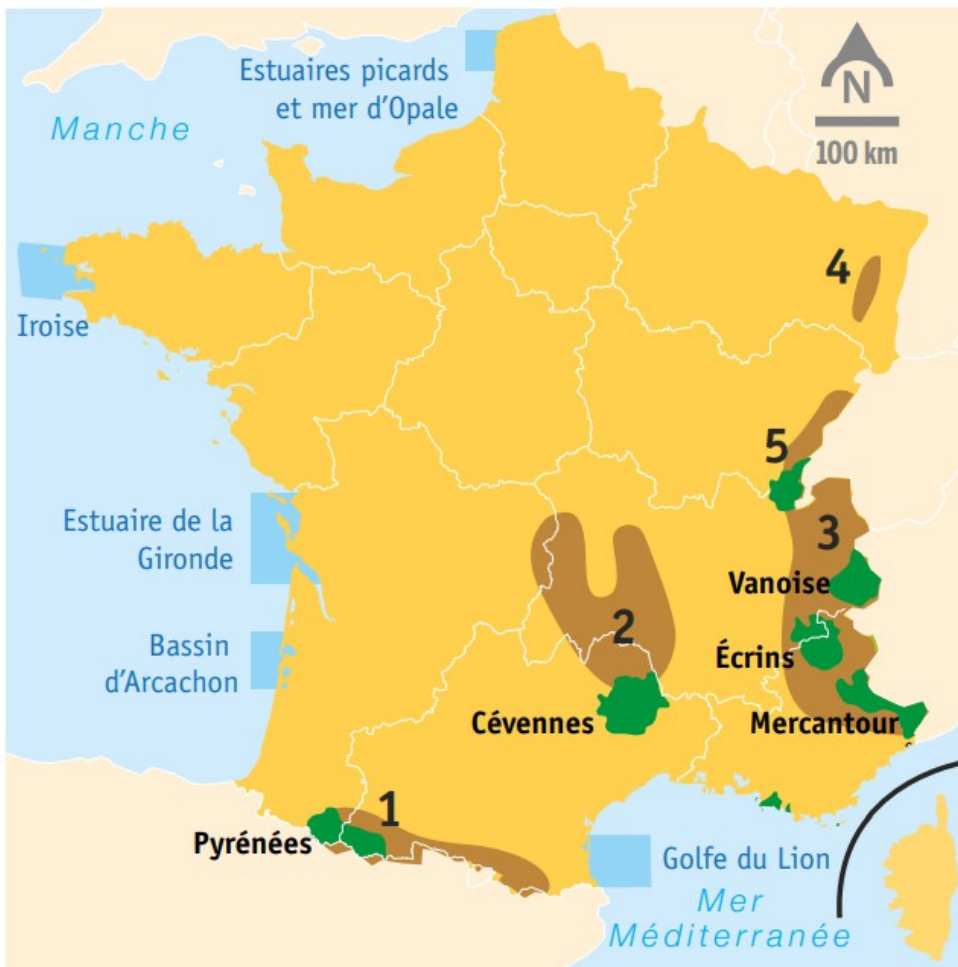 Estuaires picards
et mer d'Opale
Manche
N
100 km
4
Iroise
5
Estuaire de la
Gironde
3
Vanoise
2
Bassin
d'Arcachon
Écrins
Cévennes
Mercantour
1
Pyrénées
Golfe du Lion
Mer
Méditerranée